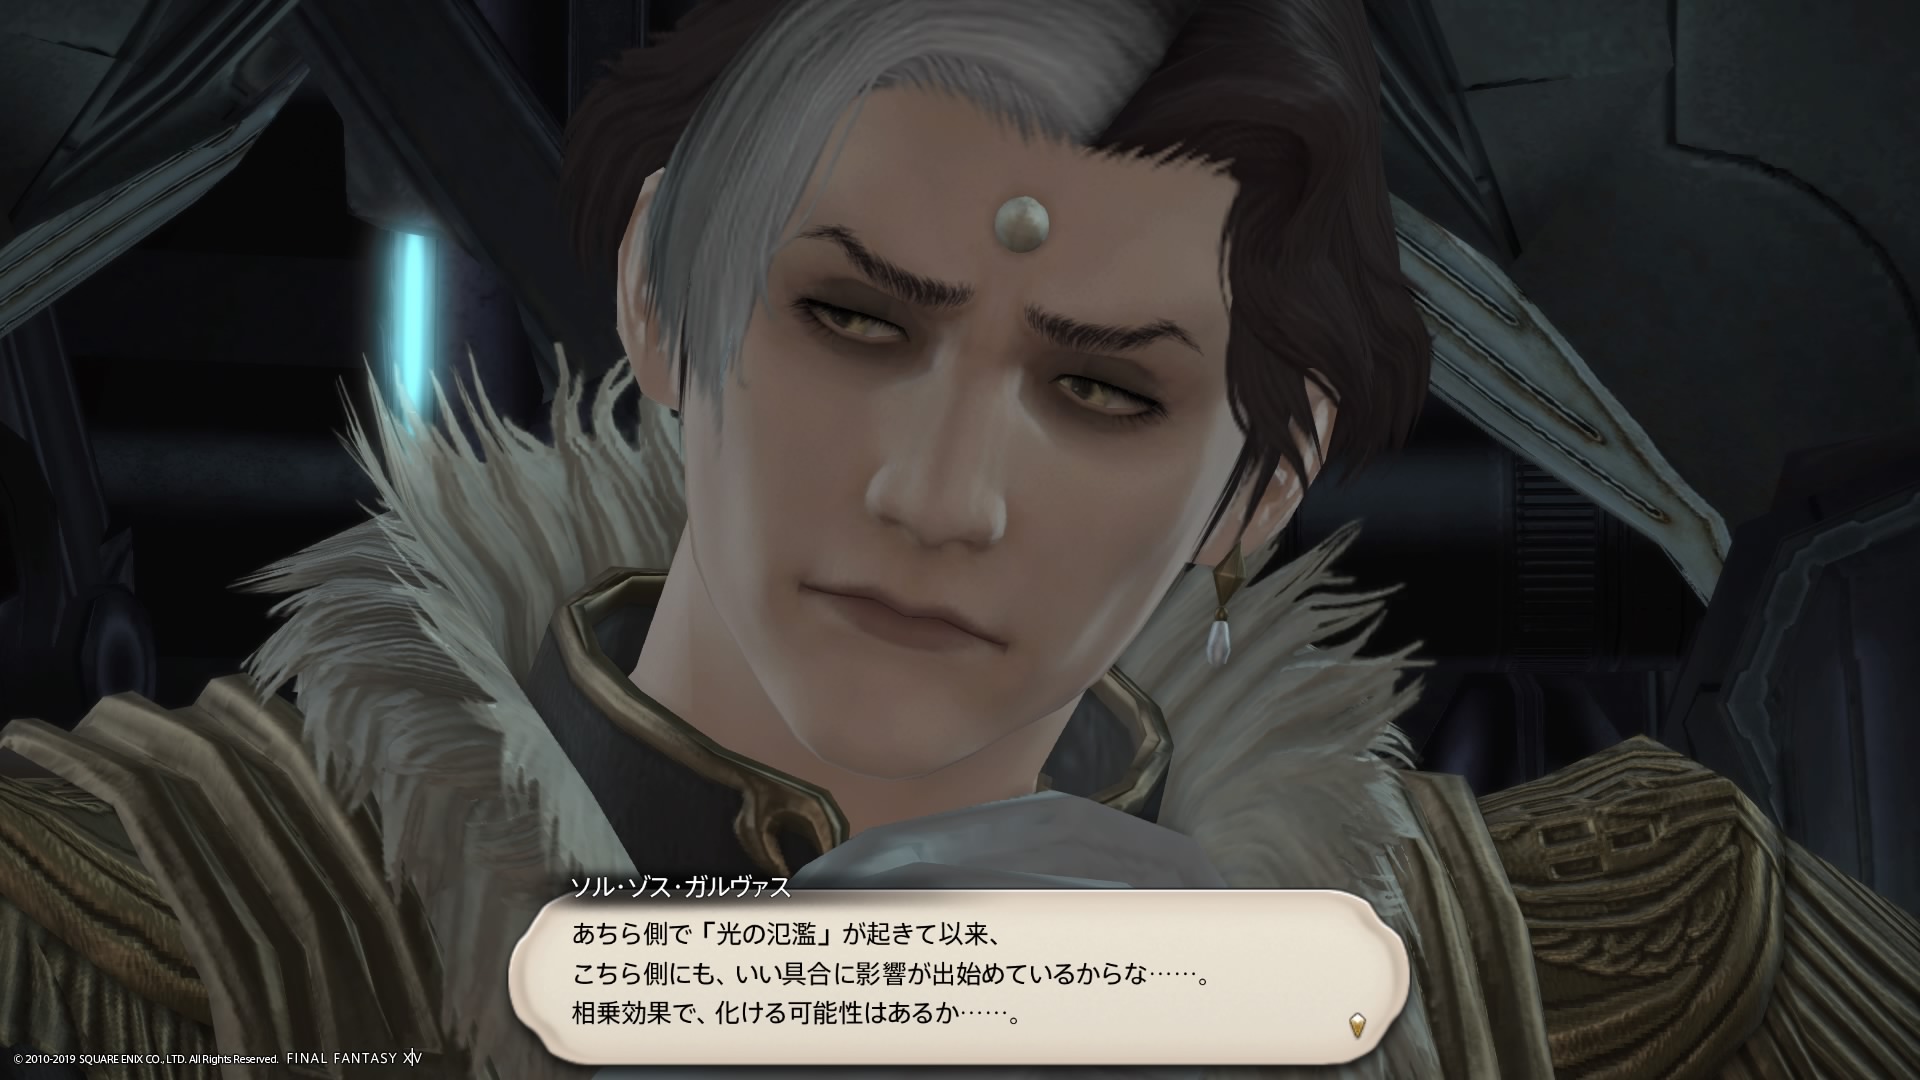 ソル・ゾス・ガルヴァス
あちら側で「光の氾濫」が起きて以来、
こちら側にも、いい具合に影響が出始めているからな……。
相乗効果で、化ける可能性はあるか……。
© 2010-2019 SQUARE ENIX CO., LTD. All Rights Reserved. FINAL FANTASY XIV